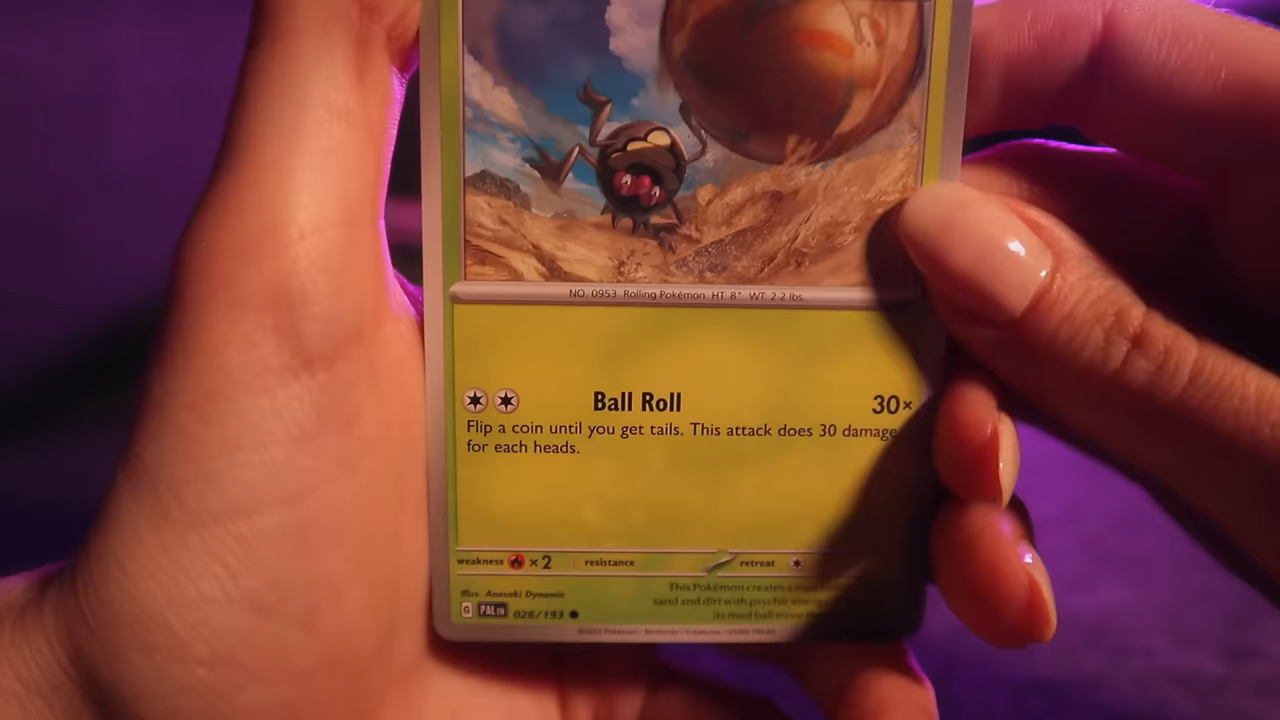 NO. 0953 Rolling Pokémon HT: 8" WT: 2.2 lbs.
Ball Roll 30×
Flip a coin until you get tails. This attack does 30 damage
for each heads.
weakness ×2 resistance retreat
Illus. Anesaki Dynamic
This Pokémon creates a
sand and dirt with psychic
its mud ball more
G PAL EN 026/193